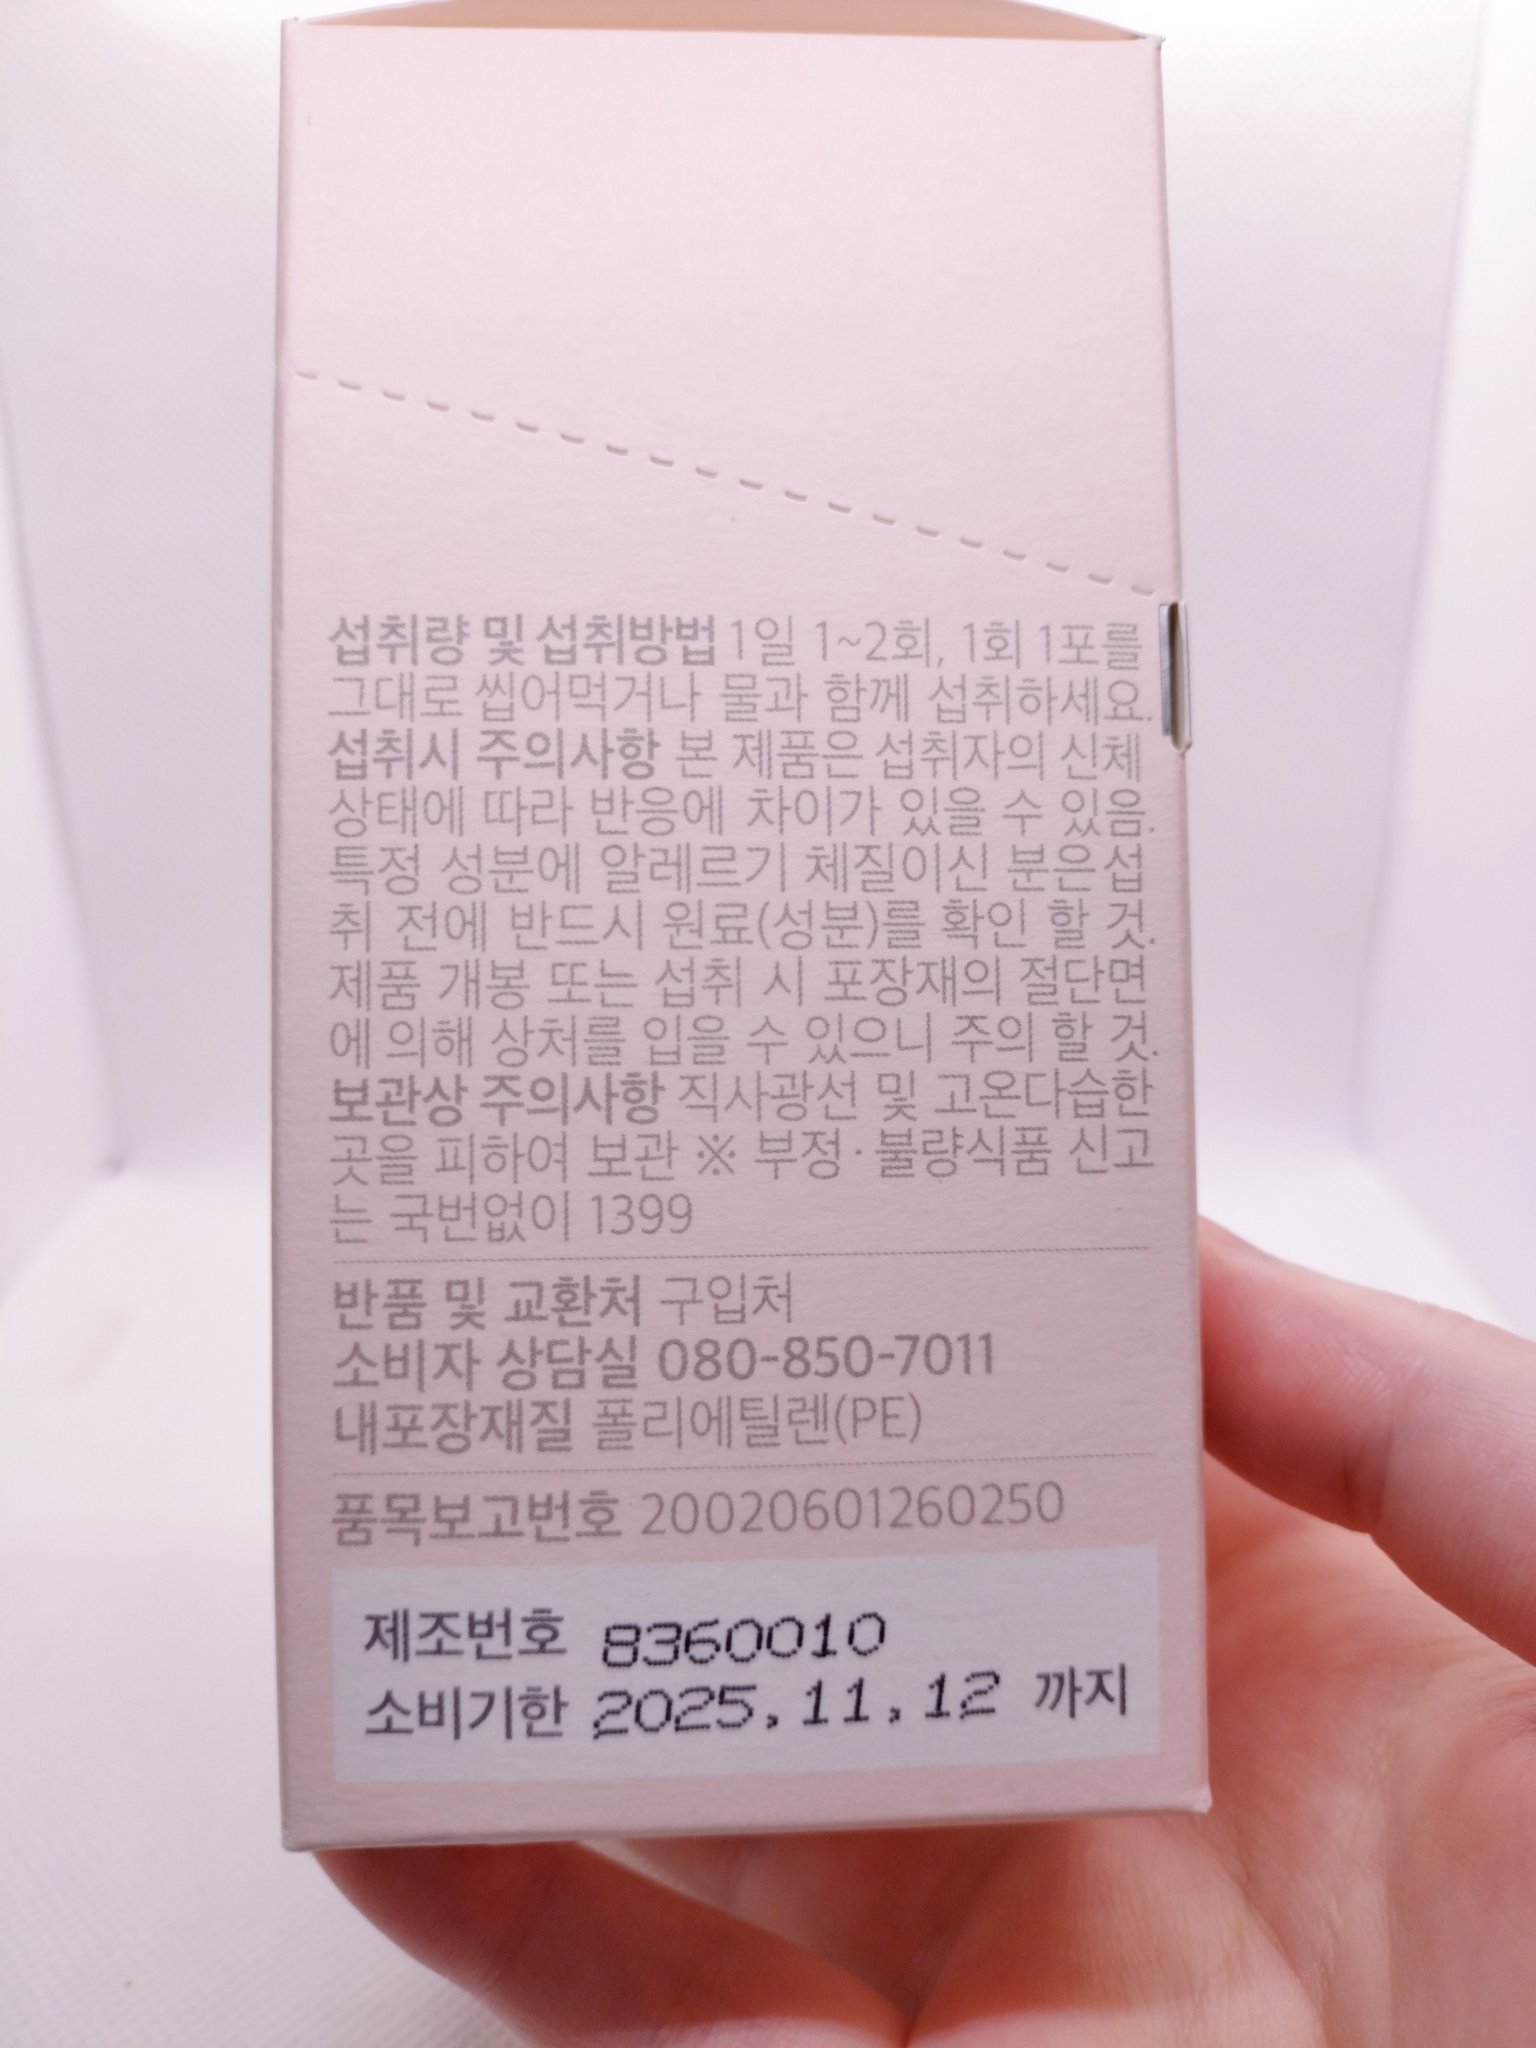 섭취량 및 섭취방법 1일 1~2회, 1회 1포를
그대로 씹어먹거나 물과 함께 섭취하세요.
섭취시 주의사항 본 제품은 섭취자의 신체
상태에 따라 반응에 차이가 있을 수 있음.
특정 성분에 알레르기 체질이신 분은 섭
취 전에 반드시 원료(성분)를 확인 할 것.
제품 개봉 또는 섭취 시 포장재의 절단면
에 의해 상처를 입을 수 있으니 주의 할 것.
보관상 주의사항 직사광선 및 고온다습한
곳을 피하여 보관 ※ 부정·불량식품 신고
는 국번없이 1399
반품 및 교환처 구입처
소비자 상담실 080-850-7011
내포장재질 폴리에틸렌(PE)
품목보고번호 20020601260250
제조번호 8360010
소비기한 2025.11.12 까지